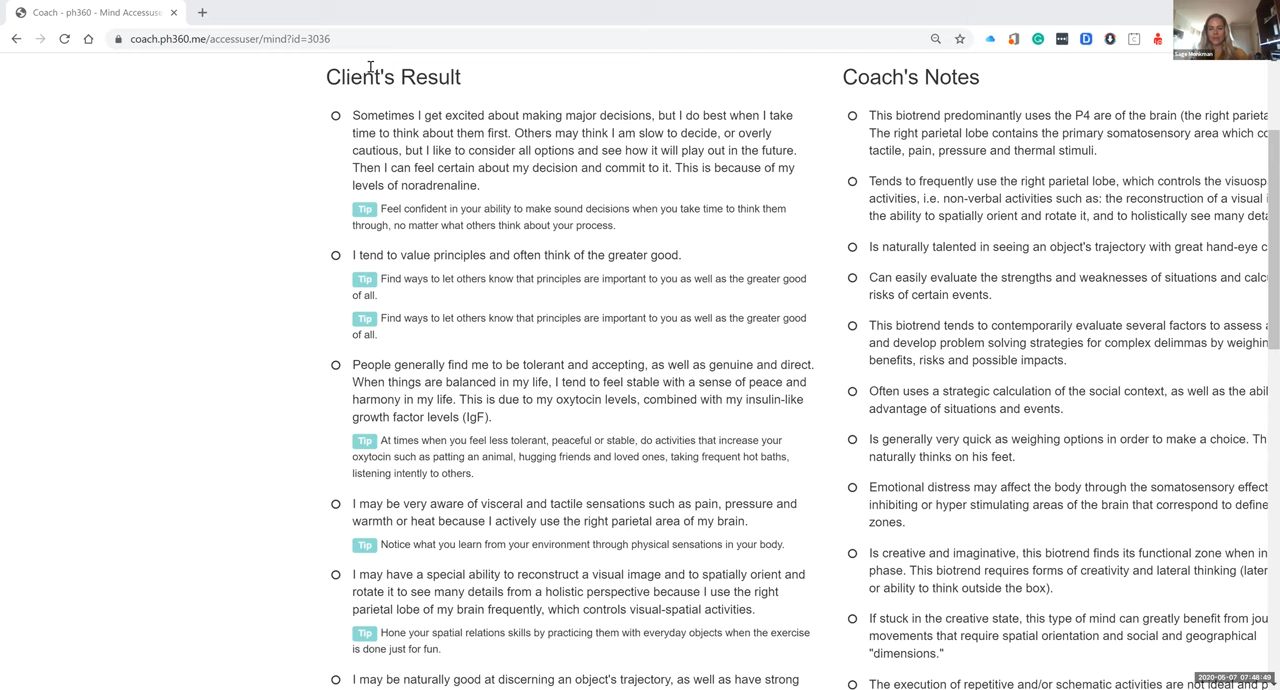 Coach - ph360 - Mind Accessuse
coach.ph360.me/accessuser/mind?id=3036
Sage Monkman
Client's Result
Sometimes I get excited about making major decisions, but I do best when I take
time to think about them first. Others may think I am slow to decide, or overly
cautious, but I like to consider all options and see how it will play out in the future.
Then I can feel certain about my decision and commit to it. This is because of my
levels of noradrenaline.
Tip Feel confident in your ability to make sound decisions when you take time to think them
through, no matter what others think about your process.
I tend to value principles and often think of the greater good.
Tip Find ways to let others know that principles are important to you as well as the greater good
of all.
Tip Find ways to let others know that principles are important to you as well as the greater good
of all.
People generally find me to be tolerant and accepting, as well as genuine and direct.
When things are balanced in my life, I tend to feel stable with a sense of peace and
harmony in my life. This is due to my oxytocin levels, combined with my insulin-like
growth factor levels (IgF).
Tip At times when you feel less tolerant, peaceful or stable, do activities that increase your
oxytocin such as patting an animal, hugging friends and loved ones, taking frequent hot baths,
listening intently to others.
I may be very aware of visceral and tactile sensations such as pain, pressure and
warmth or heat because I actively use the right parietal area of my brain.
Tip Notice what you learn from your environment through physical sensations in your body.
I may have a special ability to reconstruct a visual image and to spatially orient and
rotate it to see many details from a holistic perspective because I use the right
parietal lobe of my brain frequently, which controls visual-spatial activities.
Tip Hone your spatial relations skills by practicing them with everyday objects when the exercise
is done just for fun.
I may be naturally good at discerning an object's trajectory, as well as have strong
Coach's Notes
This biotrend predominantly uses the P4 are of the brain (the right parieta
The right parietal lobe contains the primary somatosensory area which co
tactile, pain, pressure and thermal stimuli.
Tends to frequently use the right parietal lobe, which controls the visuosp
activities, i.e. non-verbal activities such as: the reconstruction of a visual i
the ability to spatially orient and rotate it, and to holistically see many deta
Is naturally talented in seeing an object's trajectory with great hand-eye c
Can easily evaluate the strengths and weaknesses of situations and calc
risks of certain events.
This biotrend tends to contemporarily evaluate several factors to assess a
and develop problem solving strategies for complex delimmas by weighin
benefits, risks and possible impacts.
Often uses a strategic calculation of the social context, as well as the abil
advantage of situations and events.
Is generally very quick as weighing options in order to make a choice. Th
naturally thinks on his feet.
Emotional distress may affect the body through the somatosensory effect
inhibiting or hyper stimulating areas of the brain that correspond to define
zones.
Is creative and imaginative, this biotrend finds its functional zone when in
phase. This biotrend requires forms of creativity and lateral thinking (later
or ability to think outside the box).
If stuck in the creative state, this type of mind can greatly benefit from jou
movements that require spatial orientation and social and geographical
"dimensions."
The execution of repetitive and/or schematic activities are not ideal and p
2020-05-07 07:48:49